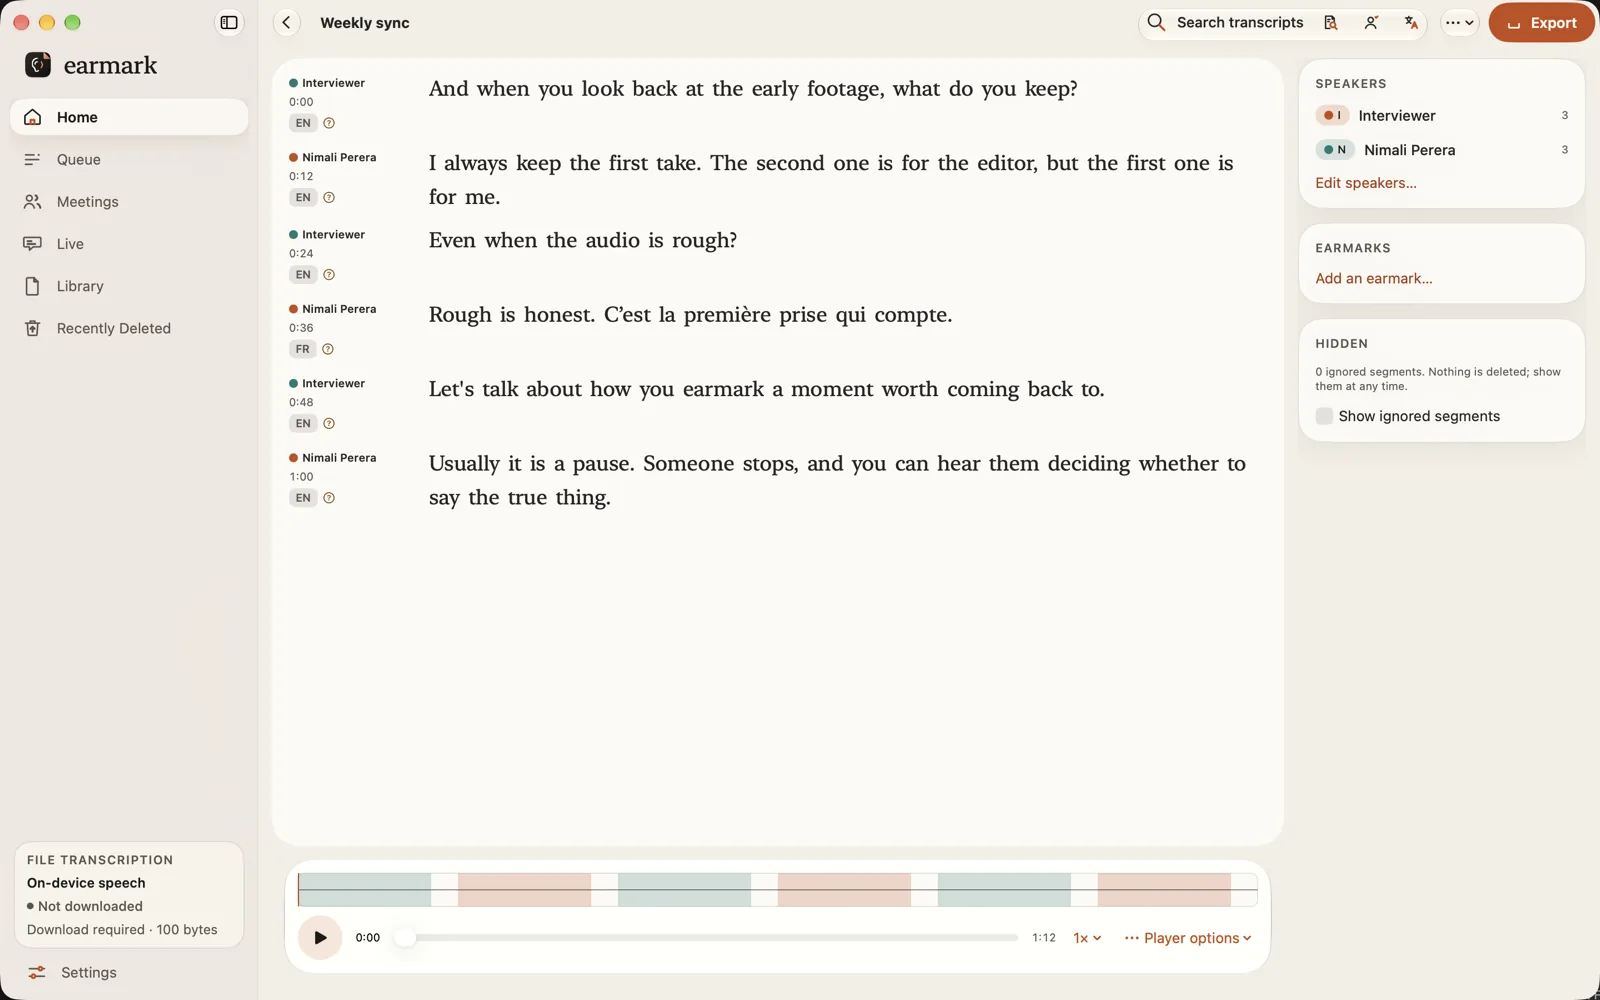 Weekly sync
Search transcripts
Export
earmark
Home
Queue
Meetings
Live
Library
Recently Deleted
FILE TRANSCRIPTION
On-device speech
Not downloaded
Download required · 100 bytes
Settings
Interviewer
0:00
EN
And when you look back at the early footage, what do you keep?
Nimali Perera
0:12
EN
I always keep the first take. The second one is for the editor, but the first one is
for me.
Interviewer
0:24
EN
Even when the audio is rough?
Nimali Perera
0:36
FR
Rough is honest. C’est la première prise qui compte.
Interviewer
0:48
EN
Let's talk about how you earmark a moment worth coming back to.
Nimali Perera
1:00
EN
Usually it is a pause. Someone stops, and you can hear them deciding whether to
say the true thing.
0:00
1:12
1×
Player options
SPEAKERS
I Interviewer 3
N Nimali Perera 3
Edit speakers...
EARMARKS
Add an earmark...
HIDDEN
0 ignored segments. Nothing is deleted; show
them at any time.
Show ignored segments